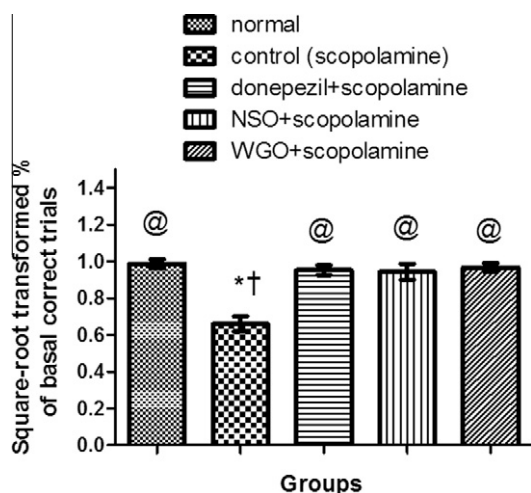 normal
control (scopolamine)
donepezil+scopolamine
NSO+scopolamine
WGO+scopolamine
Square-root transformed %
of basal correct trials
1.4
1.2
1.0
0.8
0.6
0.4
0.2
0.0
@
*†
@
@
@
Groups